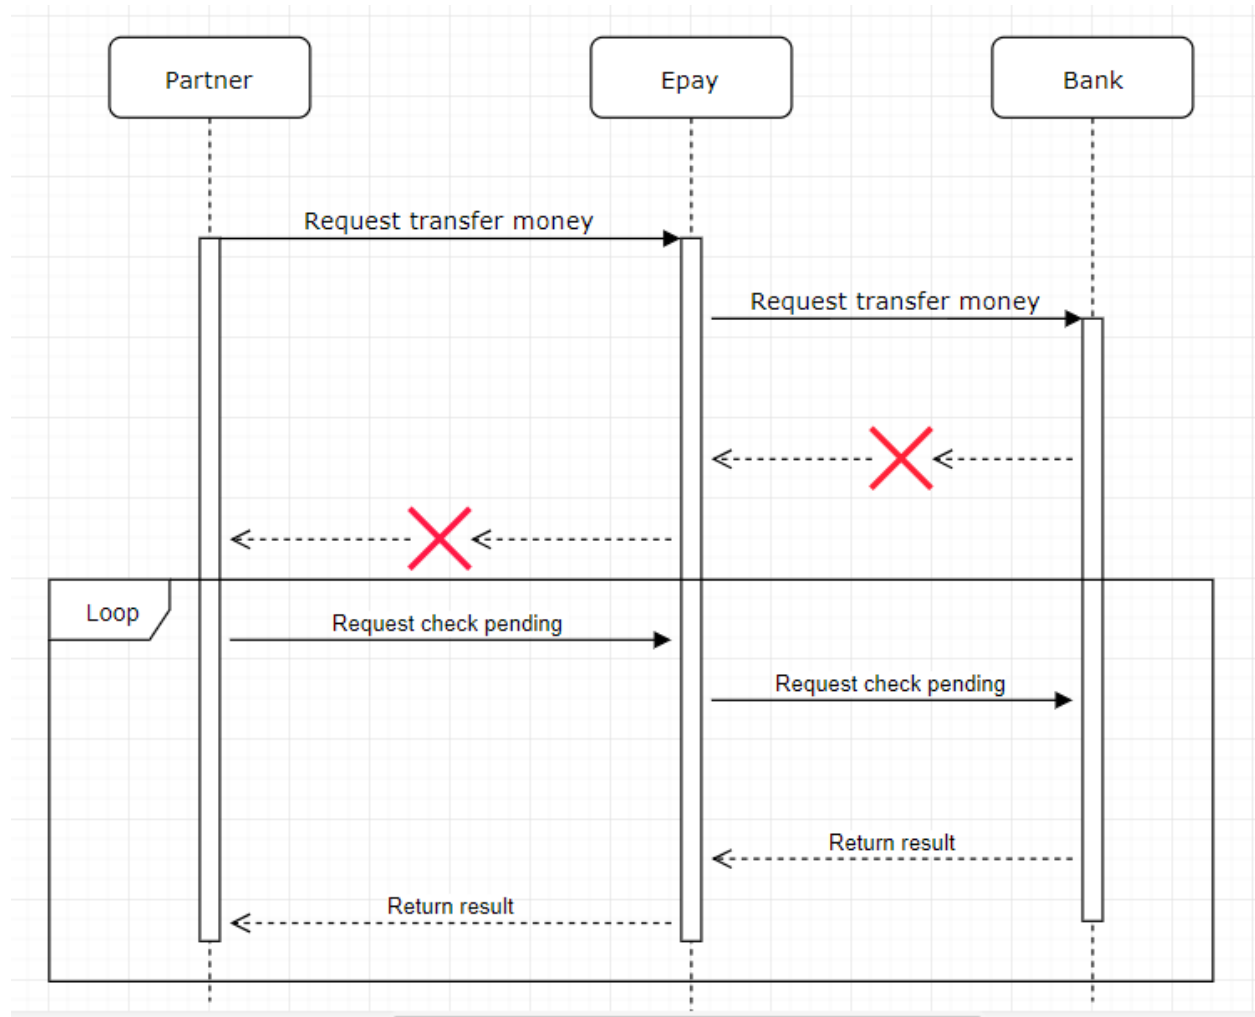 Partner
Epay
Bank
Request transfer money
Request transfer money
Loop
Request check pending
Request check pending
Return result
Return result